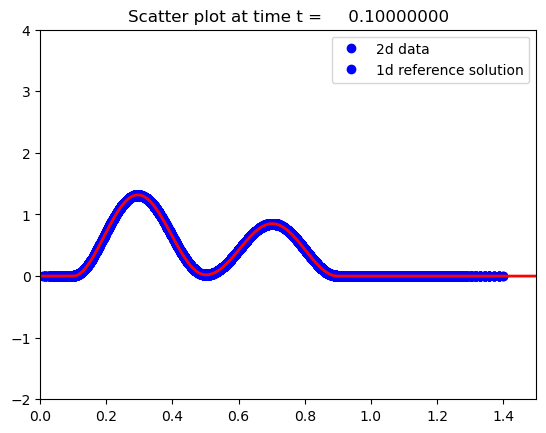 Scatter plot at time t = 0.10000000
2d data
1d reference solution
4
3
2
1
0
−1
−2
0.0 0.2 0.4 0.6 0.8 1.0 1.2 1.4